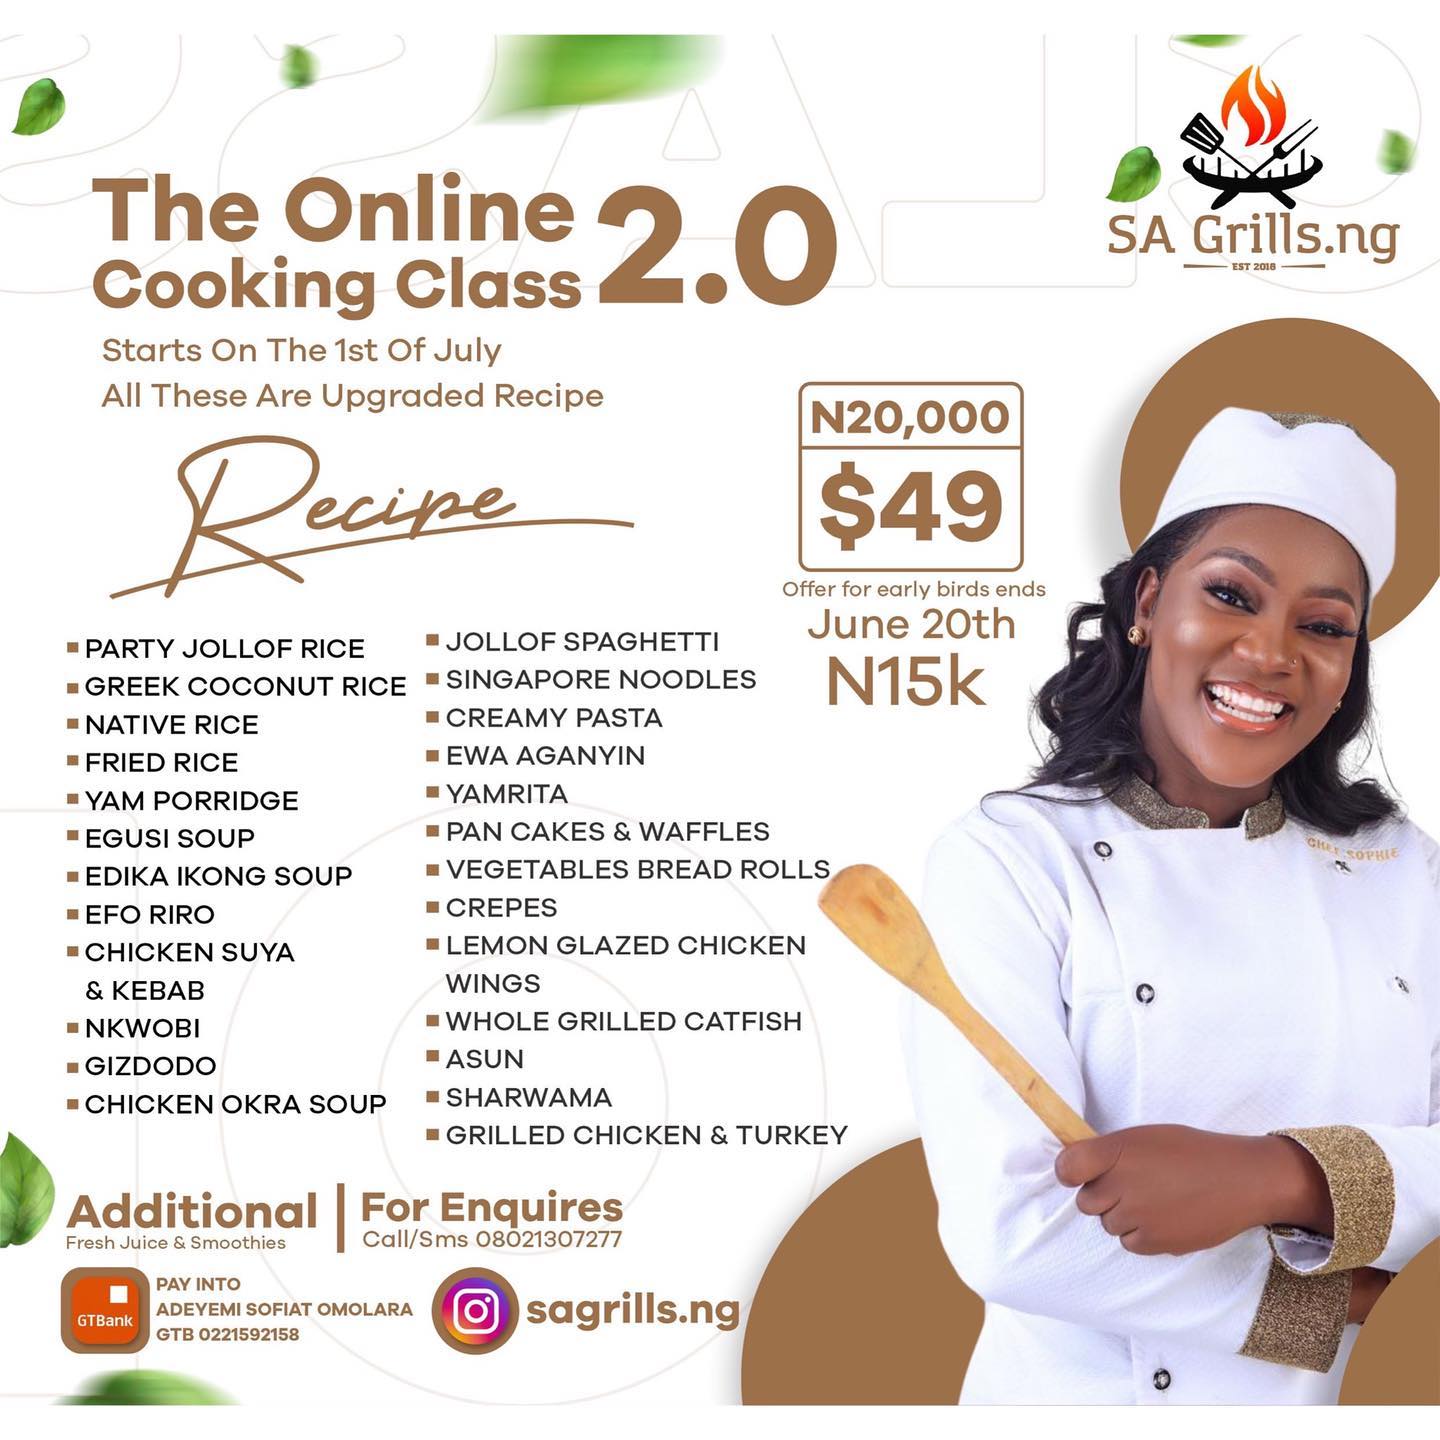 The Online
Cooking Class
2.0
Starts On The 1st Of July
All These Are Upgraded Recipe
SA Grills.ng
EST 2018
Recipe
N20,000
$49
Offer for early birds ends
June 20th
N15k
PARTY JOLLOF RICE
GREEK COCONUT RICE
NATIVE RICE
FRIED RICE
YAM PORRIDGE
EGUSI SOUP
EDIKA IKONG SOUP
EFO RIRO
CHICKEN SUYA
& KEBAB
NKWOBI
GIZDODO
CHICKEN OKRA SOUP
JOLLOF SPAGHETTI
SINGAPORE NOODLES
CREAMY PASTA
EWA AGANYIN
YAMRITA
PAN CAKES & WAFFLES
VEGETABLES BREAD ROLLS
CREPES
LEMON GLAZED CHICKEN
WINGS
WHOLE GRILLED CATFISH
ASUN
SHARWAMA
GRILLED CHICKEN & TURKEY
CHEF SOPHIE
Additional
Fresh Juice & Smoothies
For Enquires
Call/Sms 08021307277
GTBank
PAY INTO
ADEYEMI SOFIAT OMOLARA
GTB 0221592158
sagrills.ng